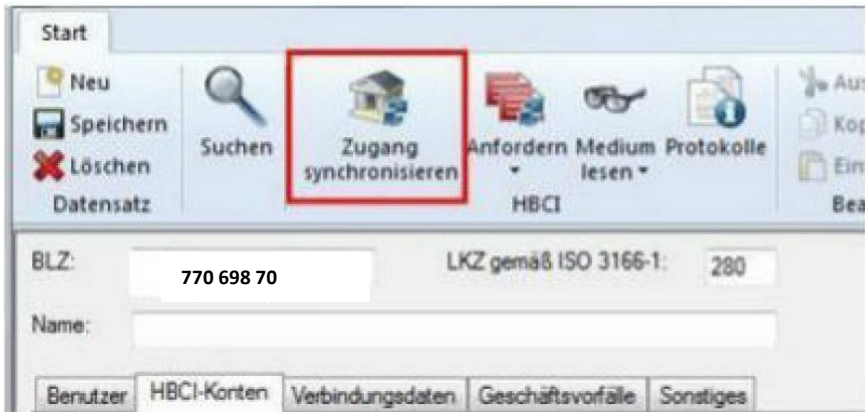 Start
Neu
Speichern
Löschen
Datensatz
Suchen
Zugang
synchronisieren
Anfordern
Medium
lesen
Protokolle
HBCI
BLZ: 770 698 70 LKZ gemäß ISO 3166-1: 280
Name:
Benutzer HBCI-Konten Verbindungsdaten Geschäftsvorfälle Sonstiges